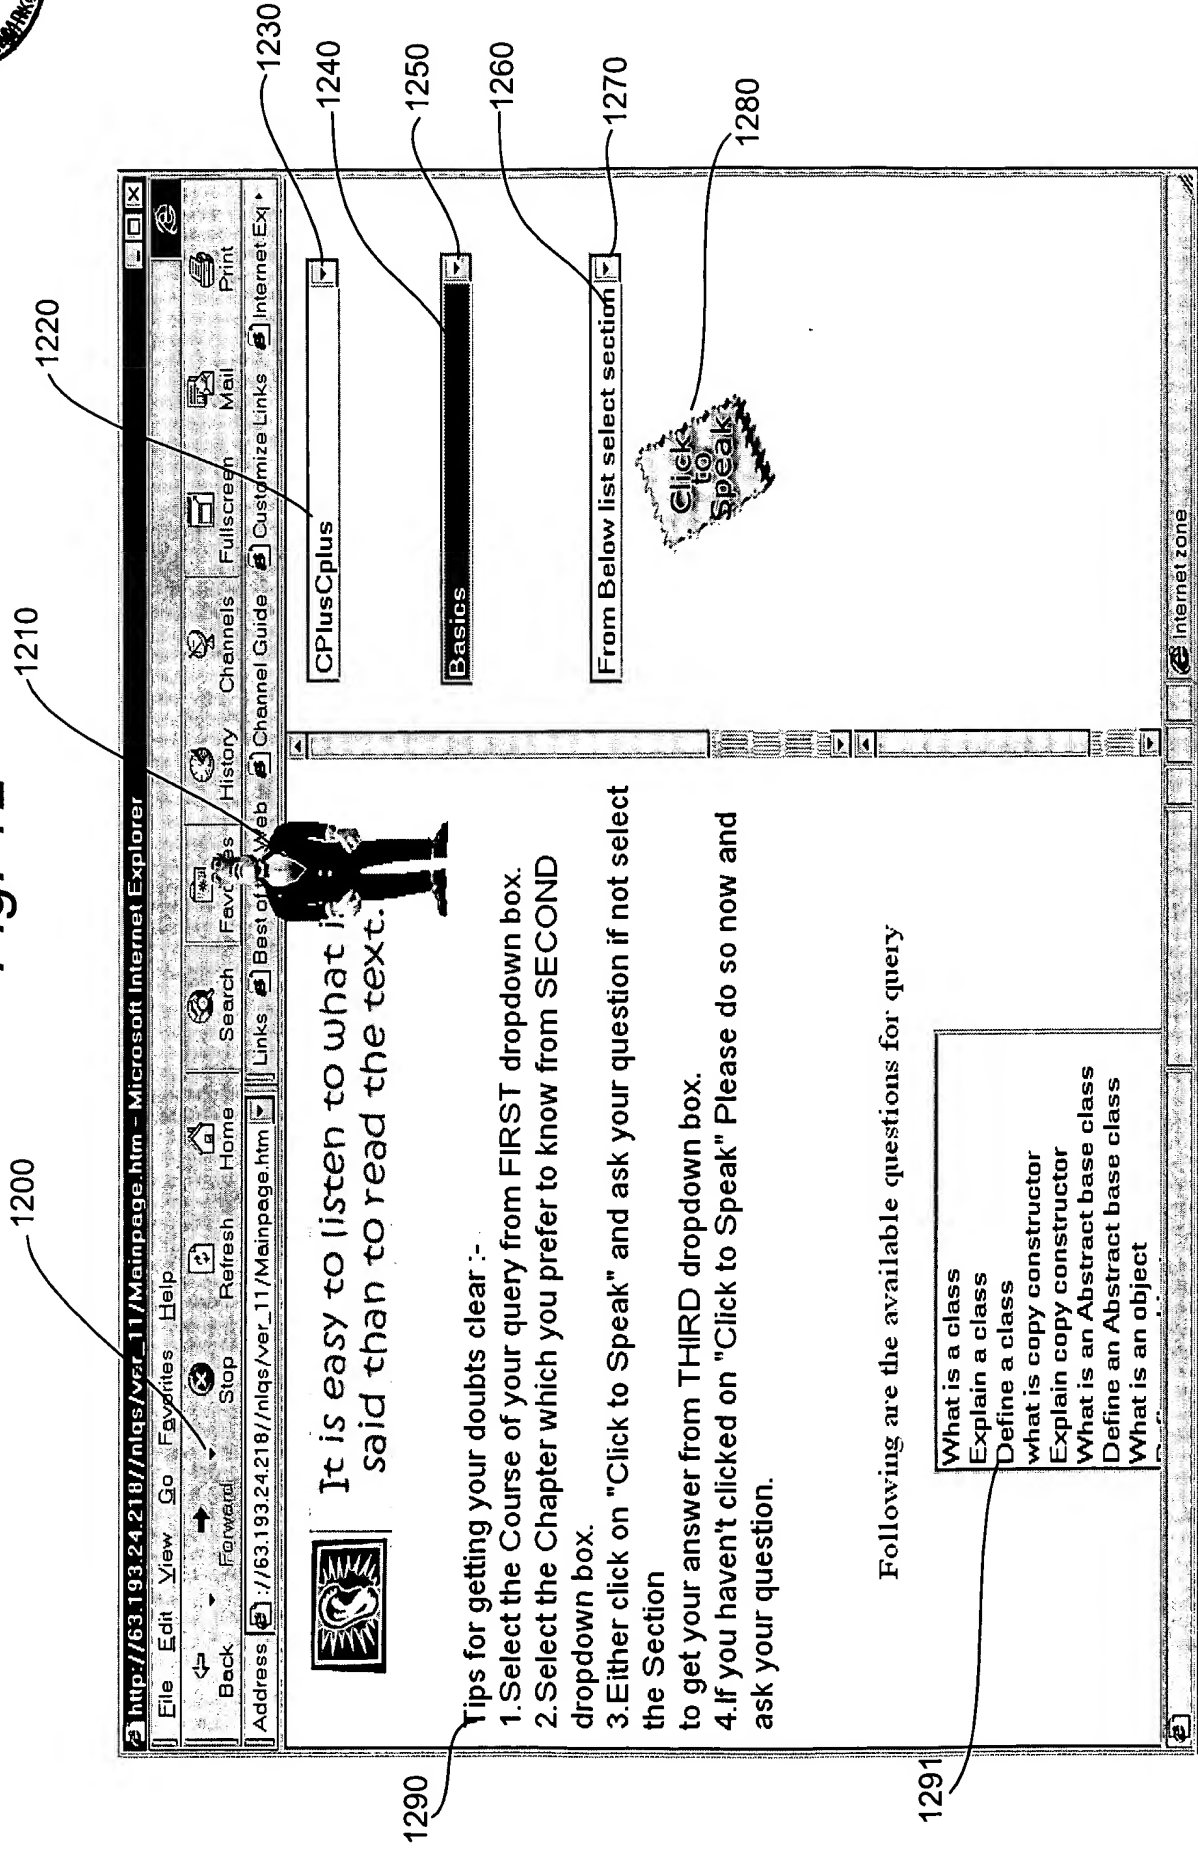 1200
1210
1220
1230
1240
1250
1260
1270
1280
1290
1291
http://63.193.24.218//nlqs/ver_11/Mainpage.htm - Microsoft Internet Explorer
File Edit View Go Favorites Help
Back Forward Stop Refresh Home Search Favorites History Channels Fullscreen Mail Print
Address ://63.193.24.218//nlqs/ver_11/Mainpage.htm Links Best of Web Channel Guide Customize Links Internet Exp
It is easy to listen to what
said than to read the text.
Tips for getting your doubts clear :-
1.Select the Course of your query from FIRST dropdown box.
2.Select the Chapter which you prefer to know from SECOND
dropdown box.
3.Either click on "Click to Speak" and ask your question if not select
the Section
to get your answer from THIRD dropdown box.
4.If you haven't clicked on "Click to Speak" Please do so now and
ask your question.
CPlusCplus
Basics
From Below list select section
Click
to
Speak
Following are the available questions for query
What is a class
Explain a class
Define a class
what is copy constructor
Explain copy constructor
What is an Abstract base class
Define an Abstract base class
What is an object
Internet zone